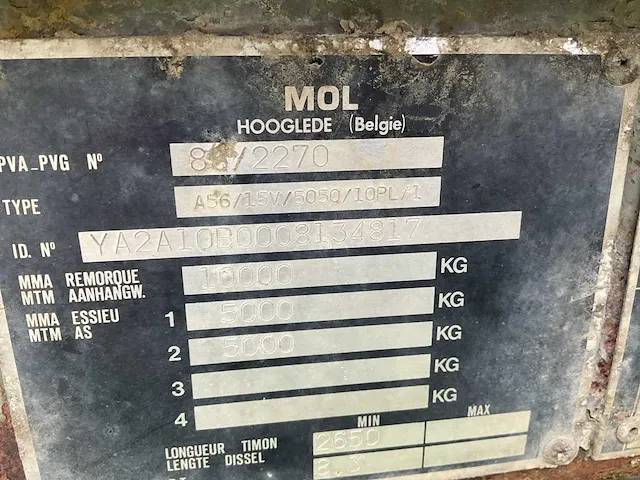 MOL
HOOGLEDE (Belgie)
PVA_PVG Nº
TYPE A56/15V/5050/10PL/1
ID. Nº YA2A10B0008134817
MMA REMORQUE
MTM AANHANGW. 10000 KG
MMA ESSIEU
MTM AS
1 5000 KG
2 5000 KG
3 KG
4 KG
MIN MAX
LONGUEUR TIMON
LENGTE DISSEL 2650